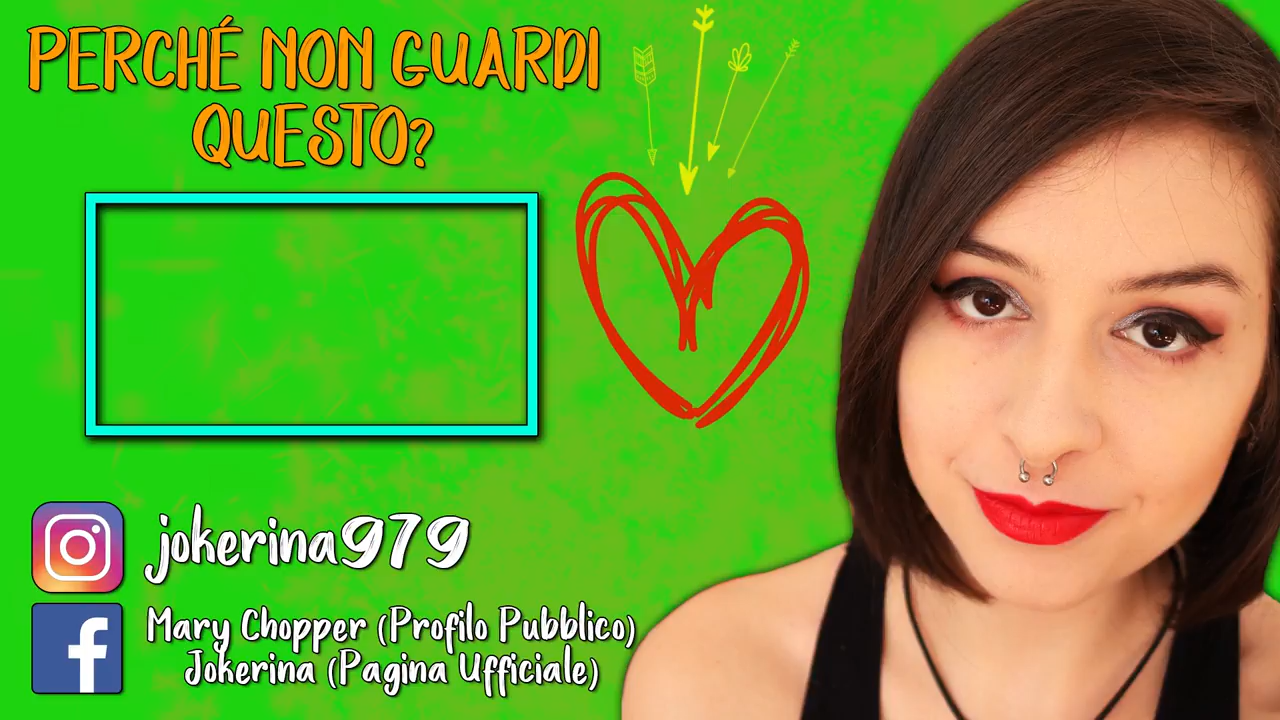 PERCHÉ NON GUARDI
QUESTO?
jokerina979
Mary Chopper (Profilo Pubblico)
Jokerina (Pagina Ufficiale)